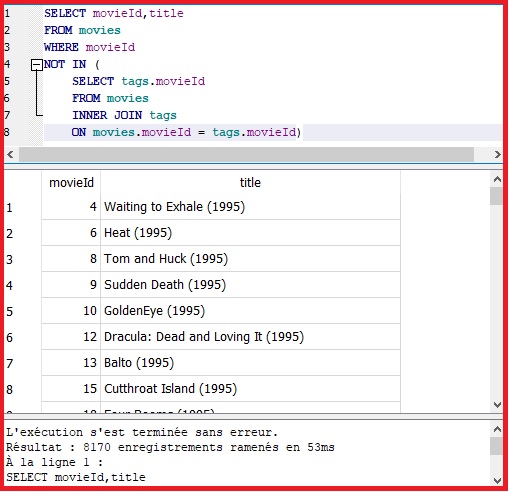 1 SELECT movieId,title
2 FROM movies
3 WHERE movieId
4 NOT IN (
5 SELECT tags.movieId
6 FROM movies
7 INNER JOIN tags
8 ON movies.movieId = tags.movieId)
movieId title
1 4 Waiting to Exhale (1995)
2 6 Heat (1995)
3 8 Tom and Huck (1995)
4 9 Sudden Death (1995)
5 10 GoldenEye (1995)
6 12 Dracula: Dead and Loving It (1995)
7 13 Balto (1995)
8 15 Cutthroat Island (1995)
L'exécution s'est terminée sans erreur.
Résultat : 8170 enregistrements ramenés en 53ms
À la ligne 1 :
SELECT movieId,title